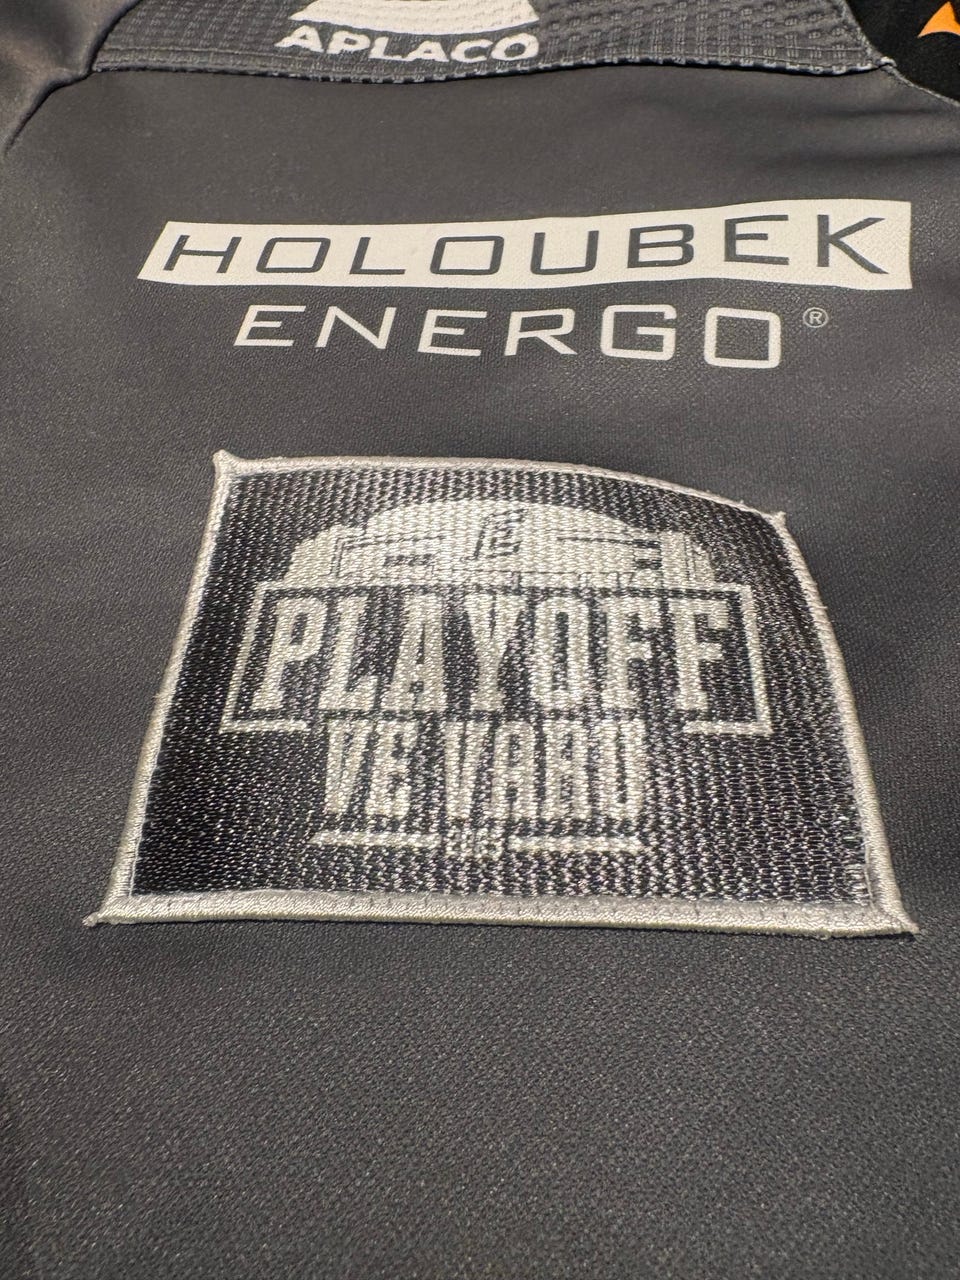 APLACO
HOLOUBEK
ENERGO®
PLAYOFF
VE VARU